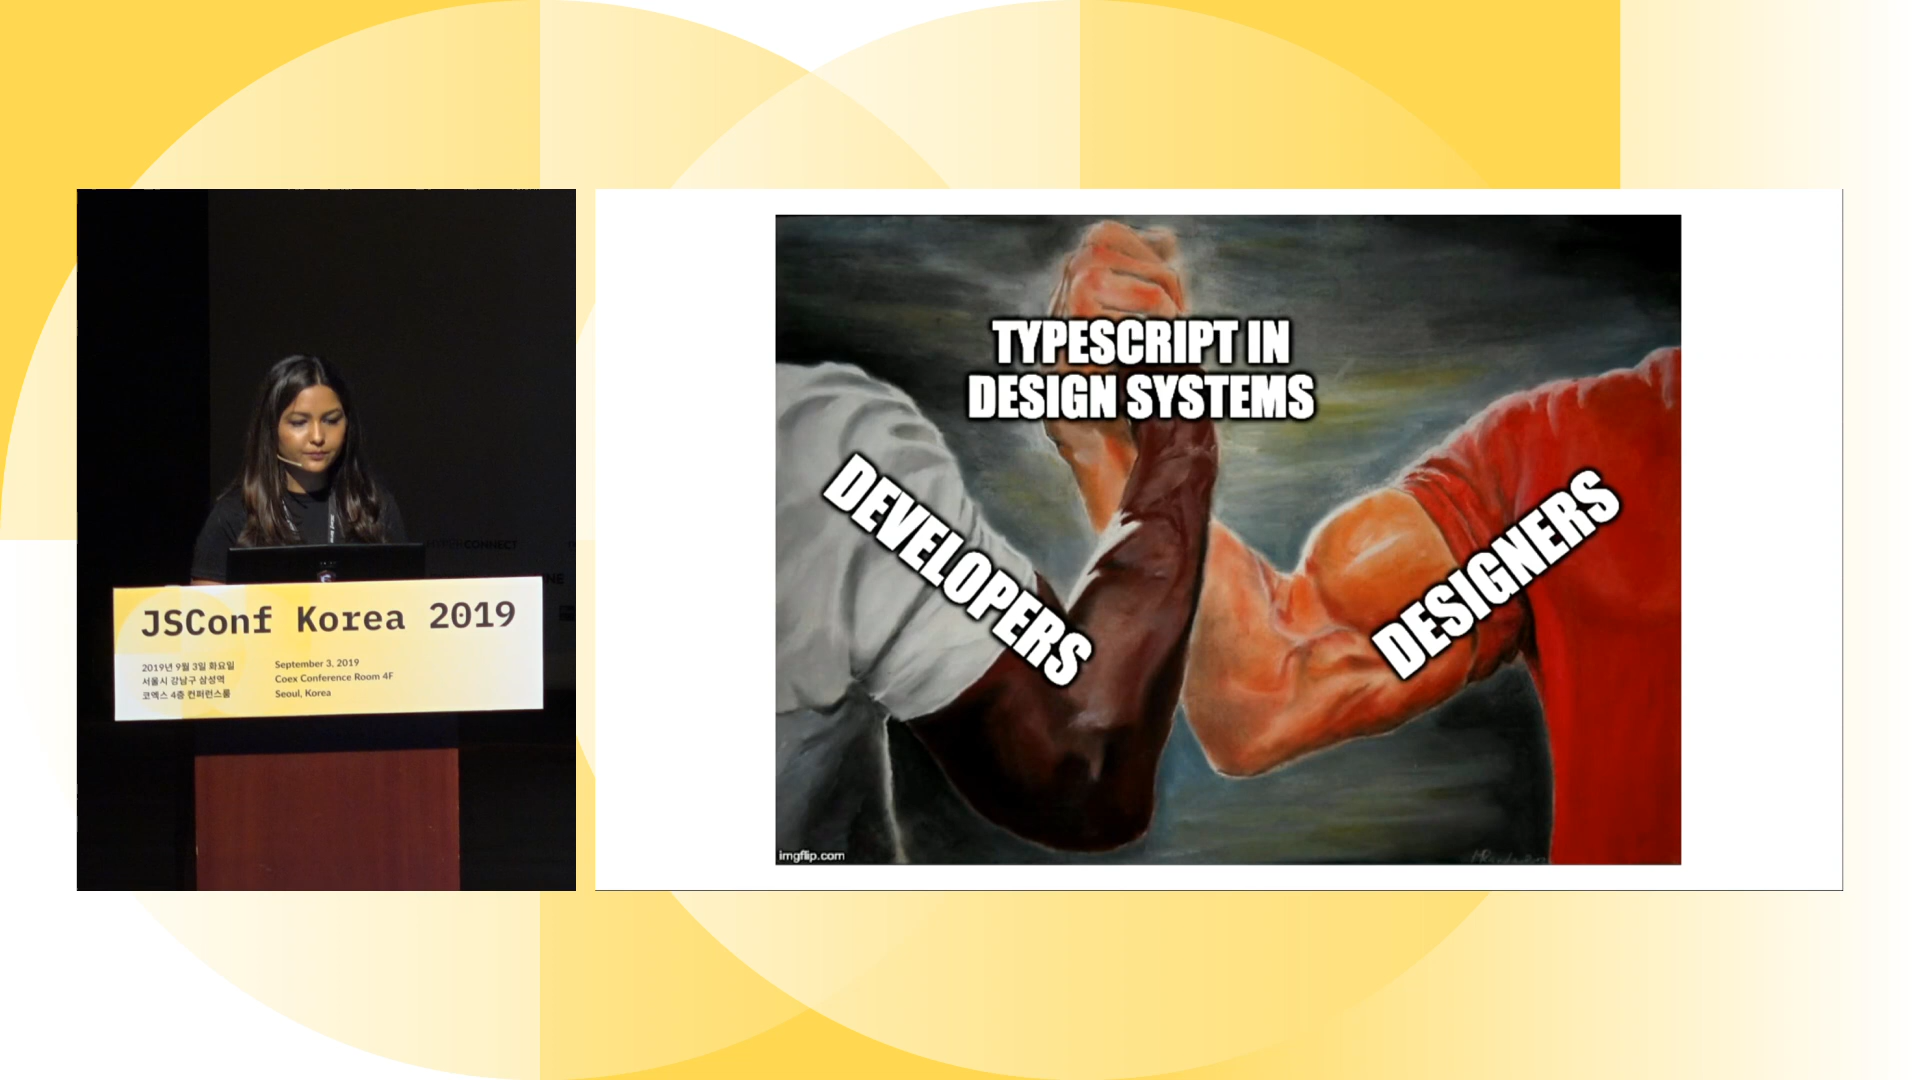 JSConf Korea 2019
2019년 9월 3일 화요일
서울시 강남구 삼성역
코엑스 4층 컨퍼런스룸
September 3, 2019
Coex Conference Room 4F
Seoul, Korea
TYPESCRIPT IN
DESIGN SYSTEMS
DEVELOPERS
DESIGNERS
imgflip.com